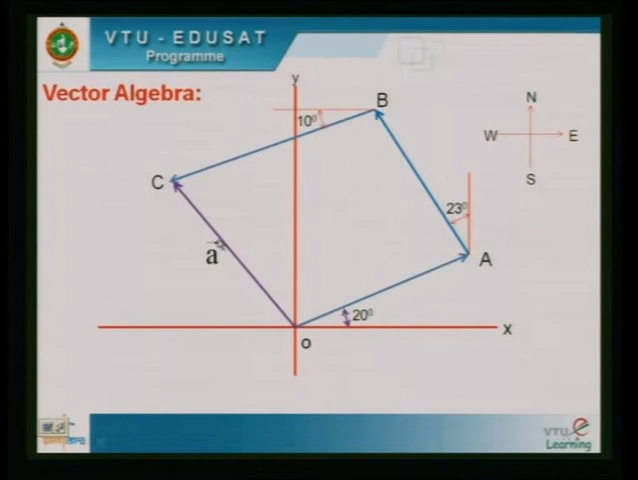 VTU - EDUSAT
Programme
Vector Algebra:
y
B
N
10⁰
W
E
C
S
23⁰
a
A
20⁰
x
o
VTU e
Learning